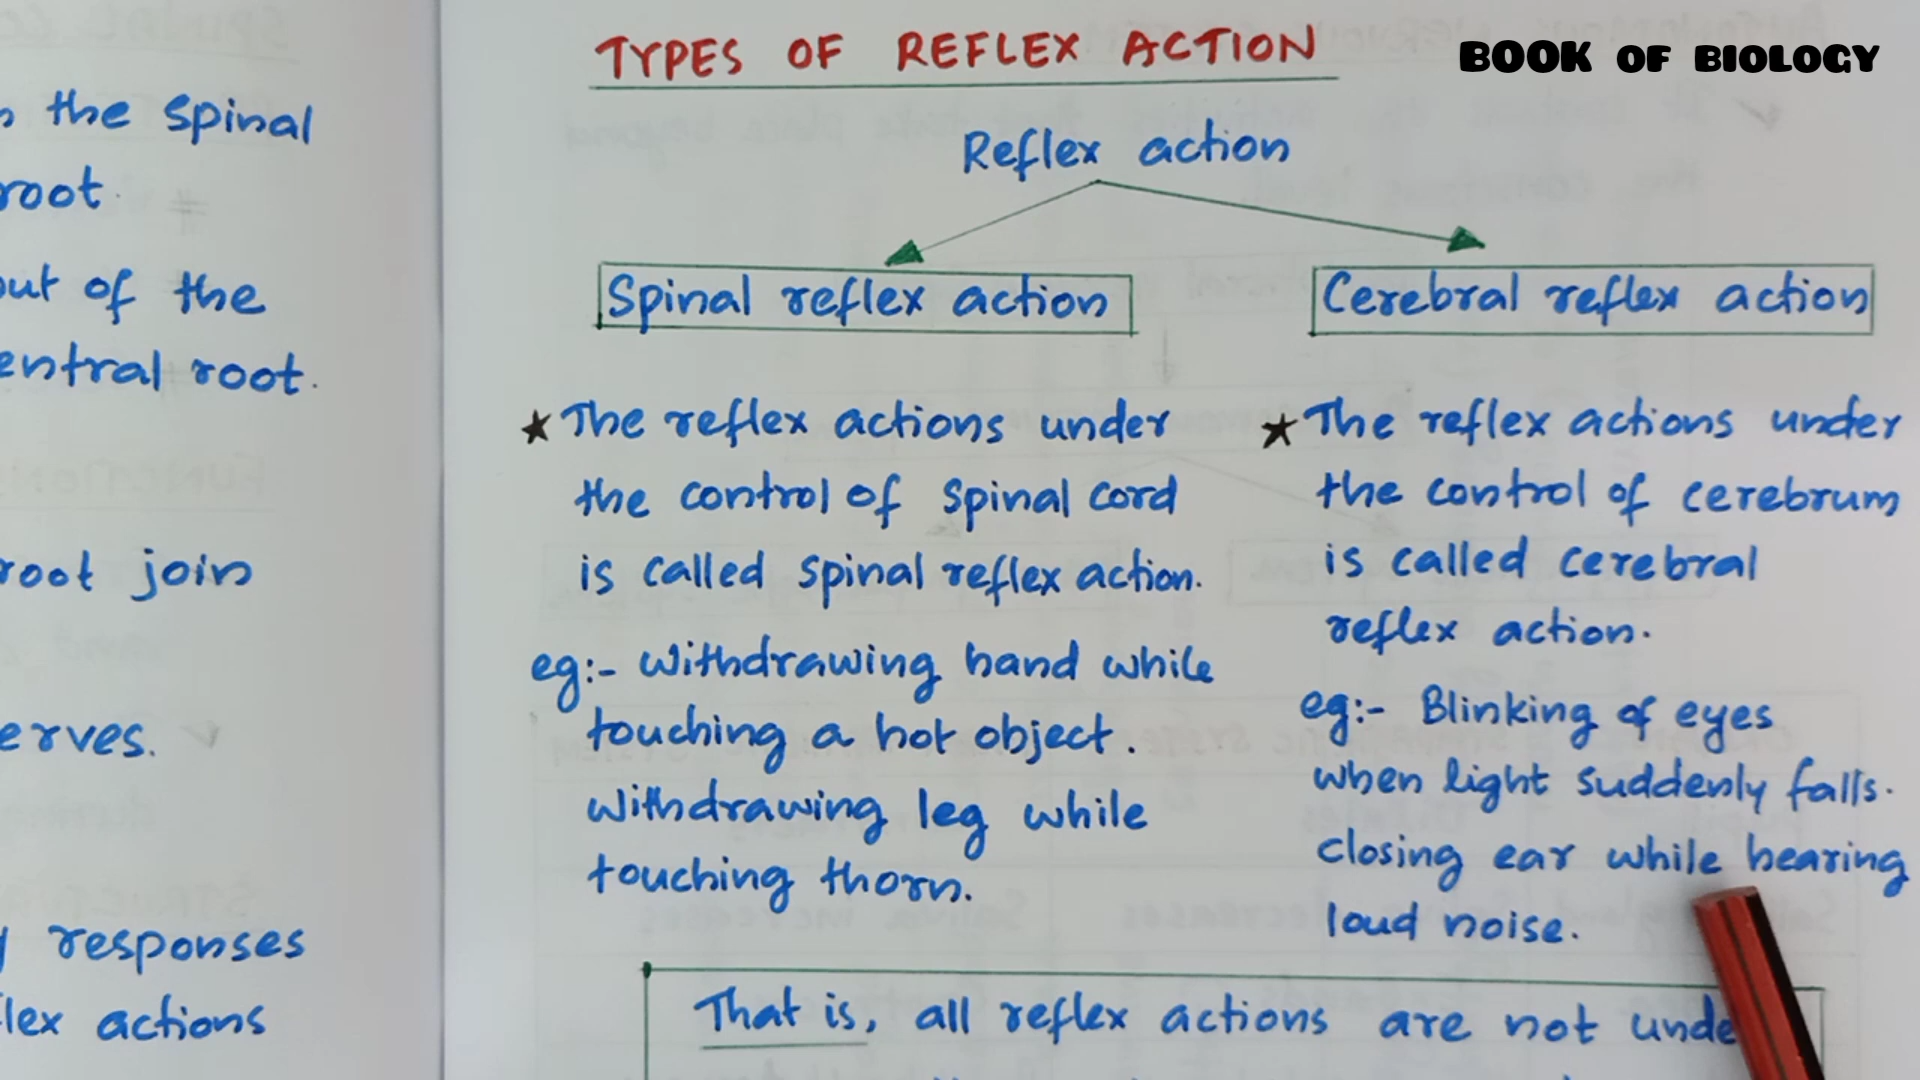 the spinal
root.
out of the
ventral root.
root join
nerves.
responses
reflex actions
TYPES OF REFLEX ACTION
BOOK OF BIOLOGY
Reflex action
Spinal reflex action
Cerebral reflex action
★ The reflex actions under
the control of spinal cord
is called spinal reflex action.
eg:- withdrawing hand while
touching a hot object.
withdrawing leg while
touching thorn.
★ The reflex actions under
the control of cerebrum
is called cerebral
reflex action.
eg:- Blinking of eyes
when light suddenly falls.
closing ear while hearing
loud noise.
That is, all reflex actions are not unde